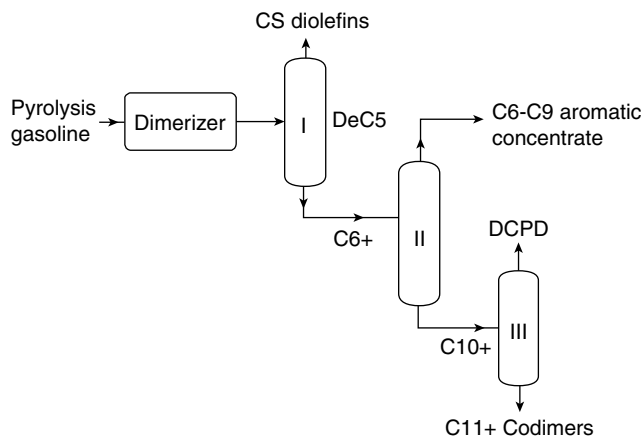 CS diolefins
Pyrolysis
gasoline
Dimerizer
I
DeC5
C6-C9 aromatic
concentrate
C6+
II
DCPD
C10+
III
C11+ Codimers